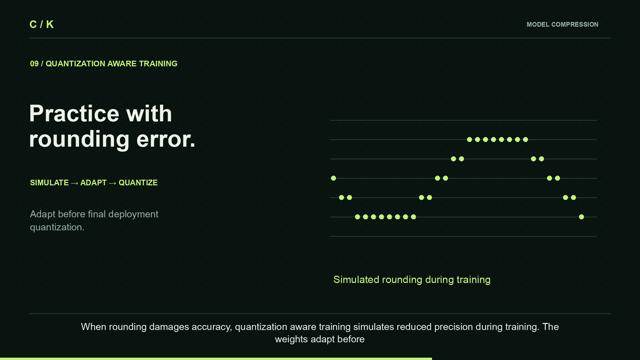 C / K
MODEL COMPRESSION
09 / QUANTIZATION AWARE TRAINING
Practice with
rounding error.
SIMULATE → ADAPT → QUANTIZE
Adapt before final deployment
quantization.
Simulated rounding during training
When rounding damages accuracy, quantization aware training simulates reduced precision during training. The
weights adapt before